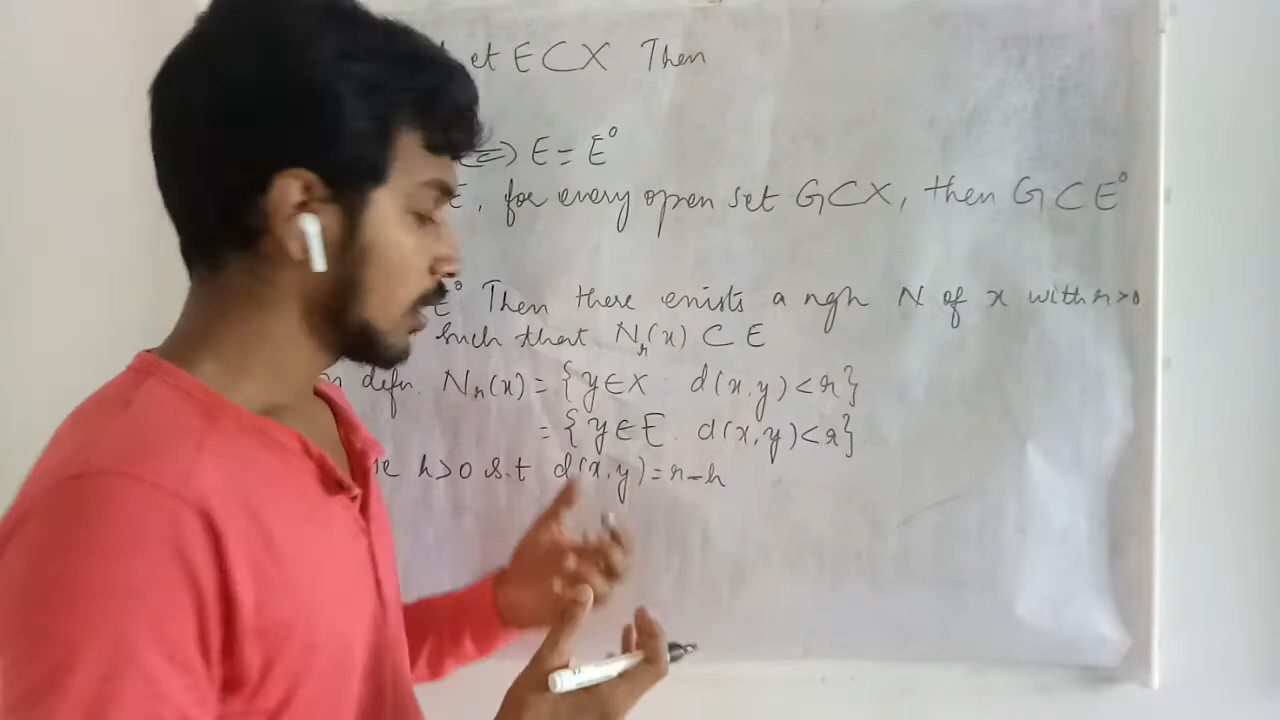 et E ⊂ X Then
⇔ E = E°
E, for every open set G ⊂ X, then G ⊂ E°
E° Then there exists a ngh N of x with r>0
such that Nr(x) ⊂ E
defn. Nr(x) = {y∈X d(x,y)<r}
= {y∈E. d(x,y)<r}
se h>0 s.t d(x,y)=r-h